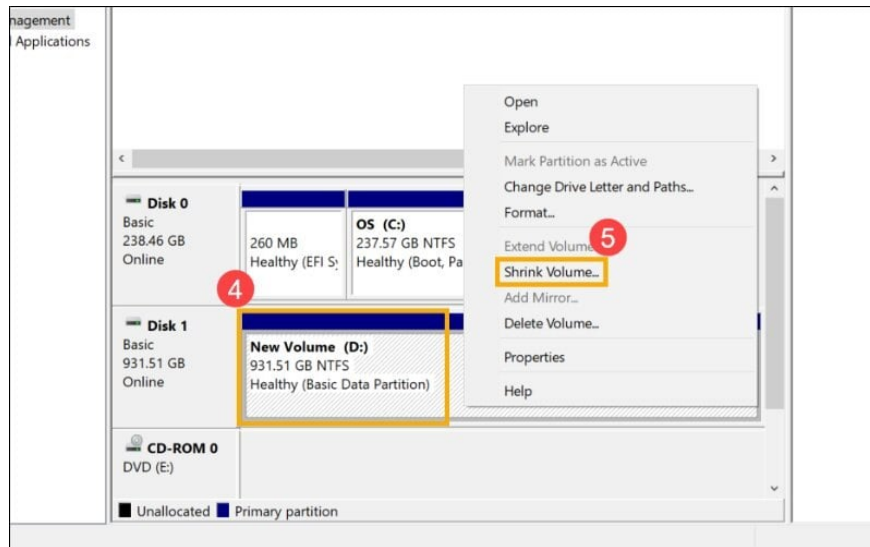 nagement
Applications
Open
Explore
Mark Partition as Active
Change Drive Letter and Paths...
Format...
Extend Volume
5
Shrink Volume...
Add Mirror...
Delete Volume...
Properties
Help
Disk 0
Basic
238.46 GB
Online
260 MB
Healthy (EFI Sy
OS (C:)
237.57 GB NTFS
Healthy (Boot, Pa
4
Disk 1
Basic
931.51 GB
Online
New Volume (D:)
931.51 GB NTFS
Healthy (Basic Data Partition)
CD-ROM 0
DVD (E:)
Unallocated Primary partition